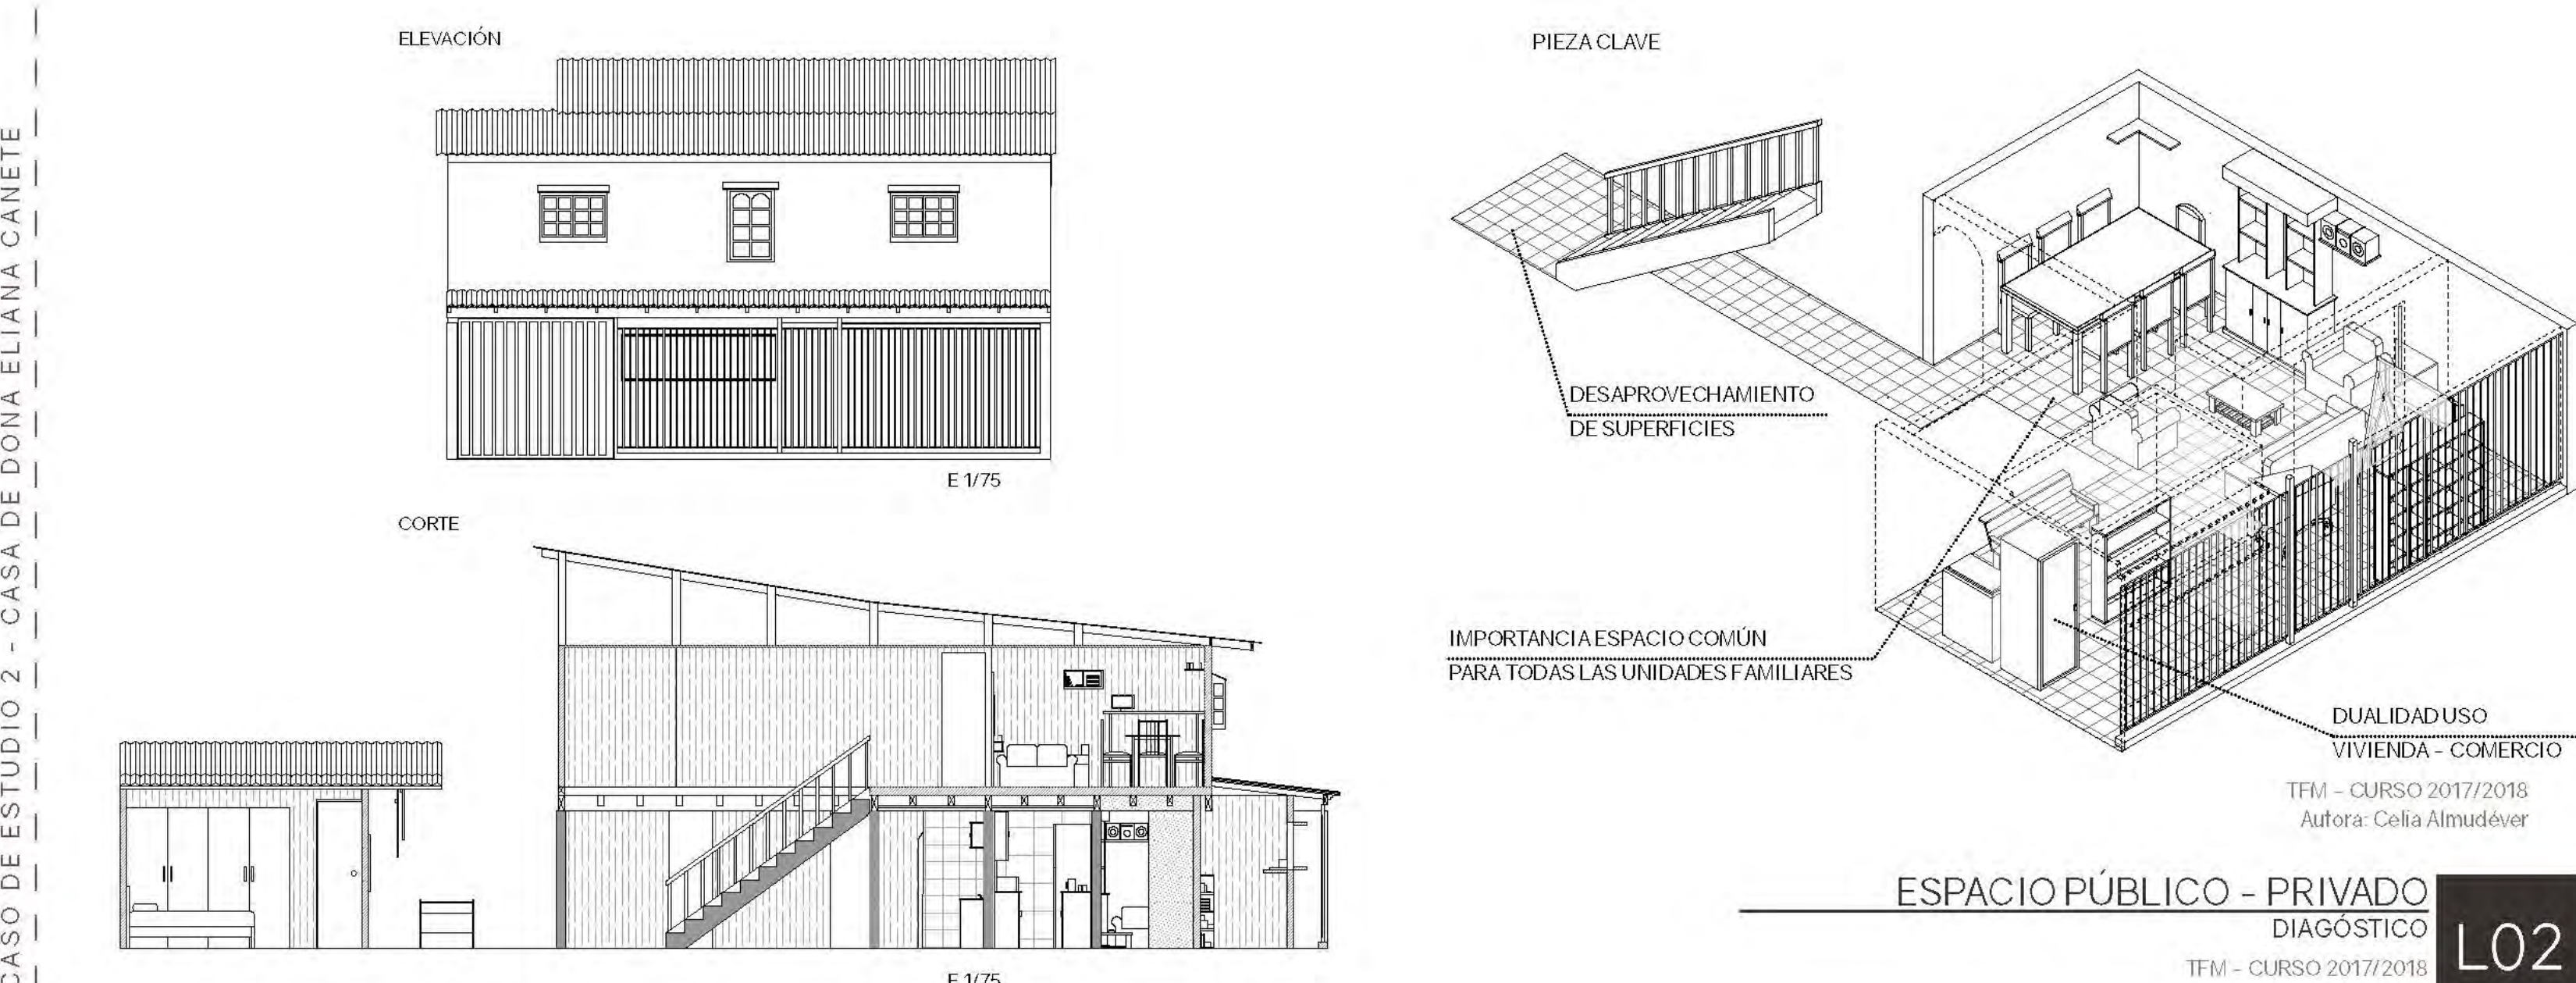 CASO DE ESTUDIO 2 - CASA DE DONA ELIANA CANETE
ELEVACIÓN
E 1/75
CORTE
E 1/75
PIEZA CLAVE
DESAPROVECHAMIENTO
DE SUPERFICIES
IMPORTANCIA ESPACIO COMÚN
PARA TODAS LAS UNIDADES FAMILIARES
DUALIDAD USO
VIVIENDA - COMERCIO
TFM - CURSO 2017/2018
Autora: Celia Almudéver
ESPACIO PÚBLICO - PRIVADO
DIAGÓSTICO
TFM - CURSO 2017/2018
L02